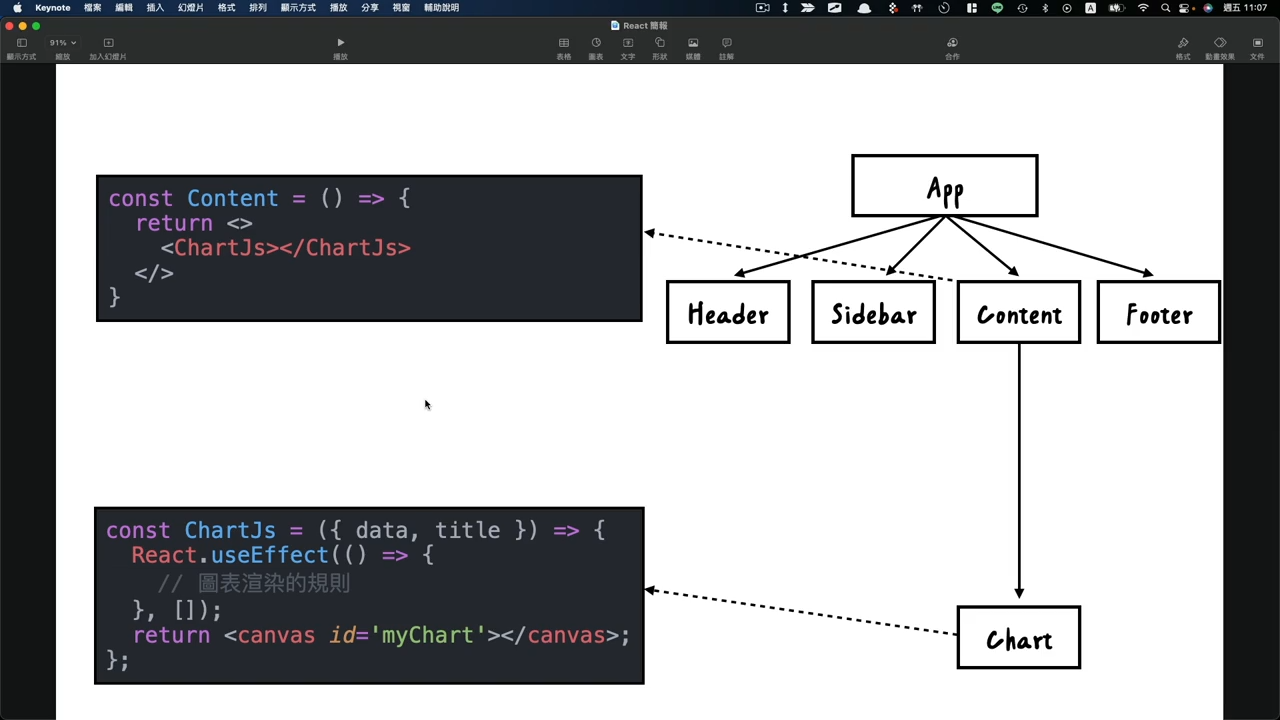 Keynote 檔案 編輯 插入 幻燈片 格式 排列 顯示方式 播放 分享 視窗 輔助說明
A
週五 11:07
React 簡報
91%
顯示方式 縮放 加入幻燈片 播放 表格 圖表 文字 形狀 媒體 註解 合作 格式 動畫效果 文件
const Content = () => {
  return <>
    <ChartJs></ChartJs>
  </>
}
App
Header Sidebar Content Footer
const ChartJs = ({ data, title }) => {
  React.useEffect(() => {
    // 圖表渲染的規則
  }, []);
  return <canvas id='myChart'></canvas>;
};
Chart